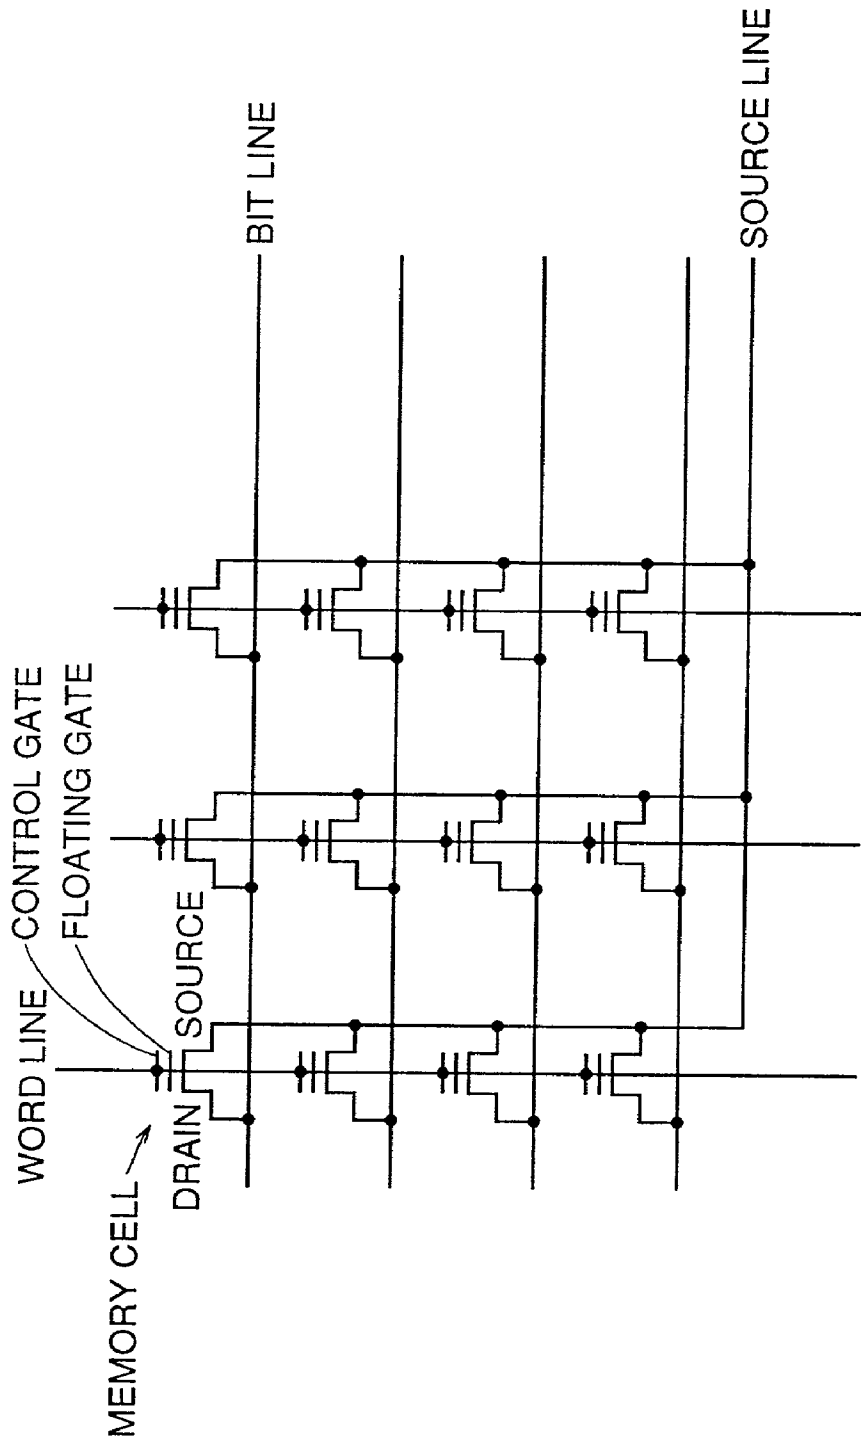 WORD LINE
CONTROL GATE
FLOATING GATE
MEMORY CELL
DRAIN
SOURCE
BIT LINE
SOURCE LINE